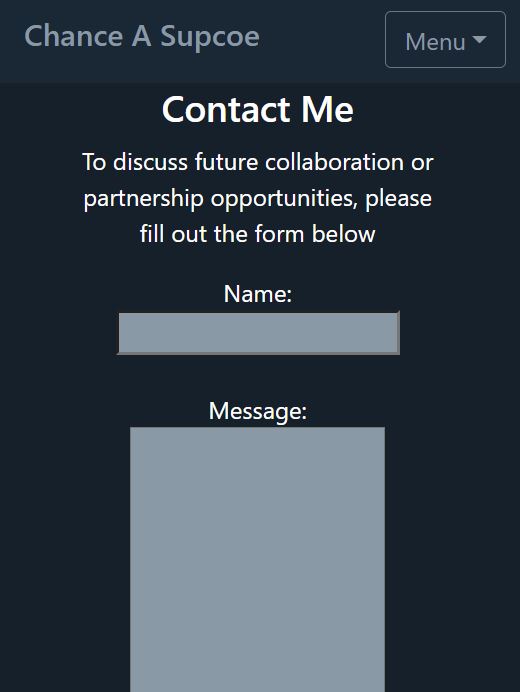 Chance A Supcoe
Menu
Contact Me
To discuss future collaboration or
partnership opportunities, please
fill out the form below
Name:
Message: